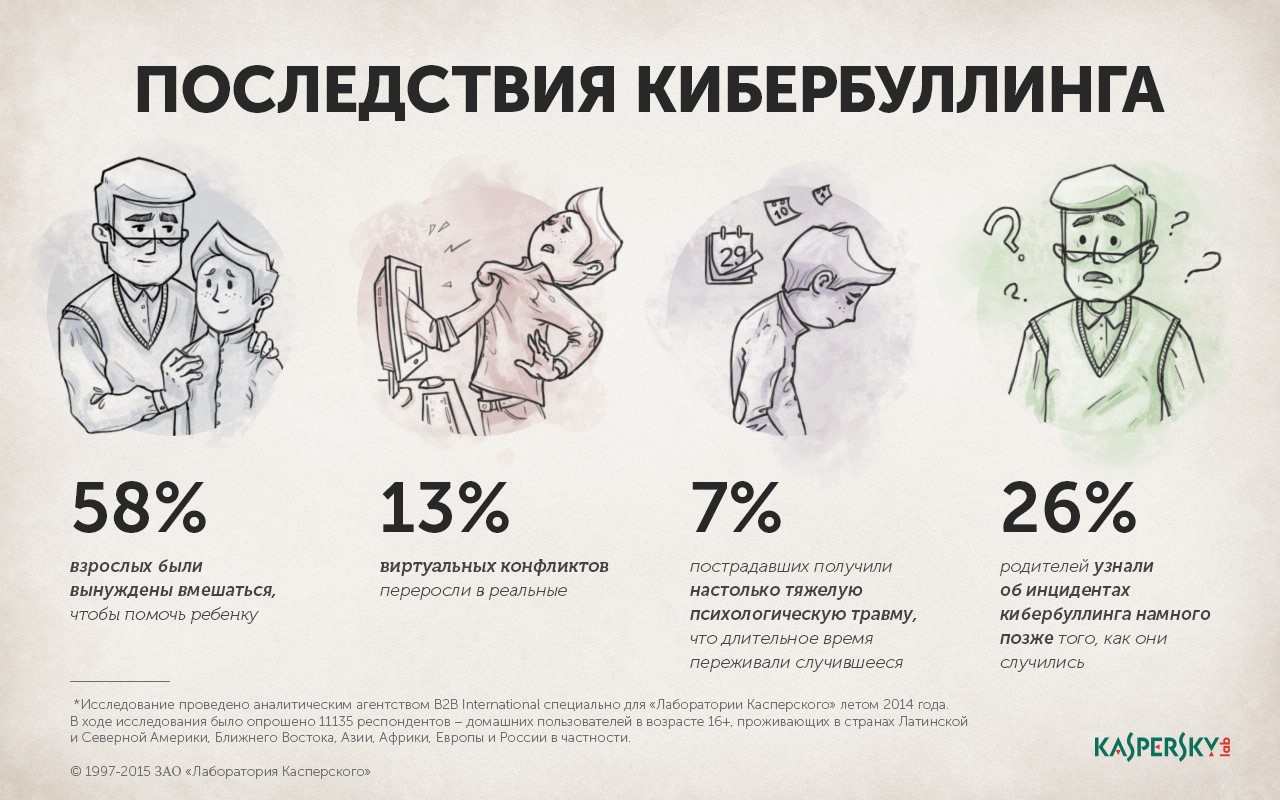 ПОСЛЕДСТВИЯ КИБЕРБУЛЛИНГА
29
10
1
? ? ? ?
58%
взрослых были
вынуждены вмешаться,
чтобы помочь ребенку
13%
виртуальных конфликтов
переросли в реальные
7%
пострадавших получили
настолько тяжелую
психологическую травму,
что длительное время
переживали случившееся
26%
родителей узнали
об инцидентах
кибербуллинга намного
позже того, как они
случились
*Исследование проведено аналитическим агентством B2B International специально для «Лаборатории Касперского» летом 2014 года.
В ходе исследования было опрошено 11135 респондентов – домашних пользователей в возрасте 16+, проживающих в странах Латинской
и Северной Америки, Ближнего Востока, Азии, Африки, Европы и России в частности.
© 1997-2015 ЗАО «Лаборатория Касперского»
KASPERSKY lab